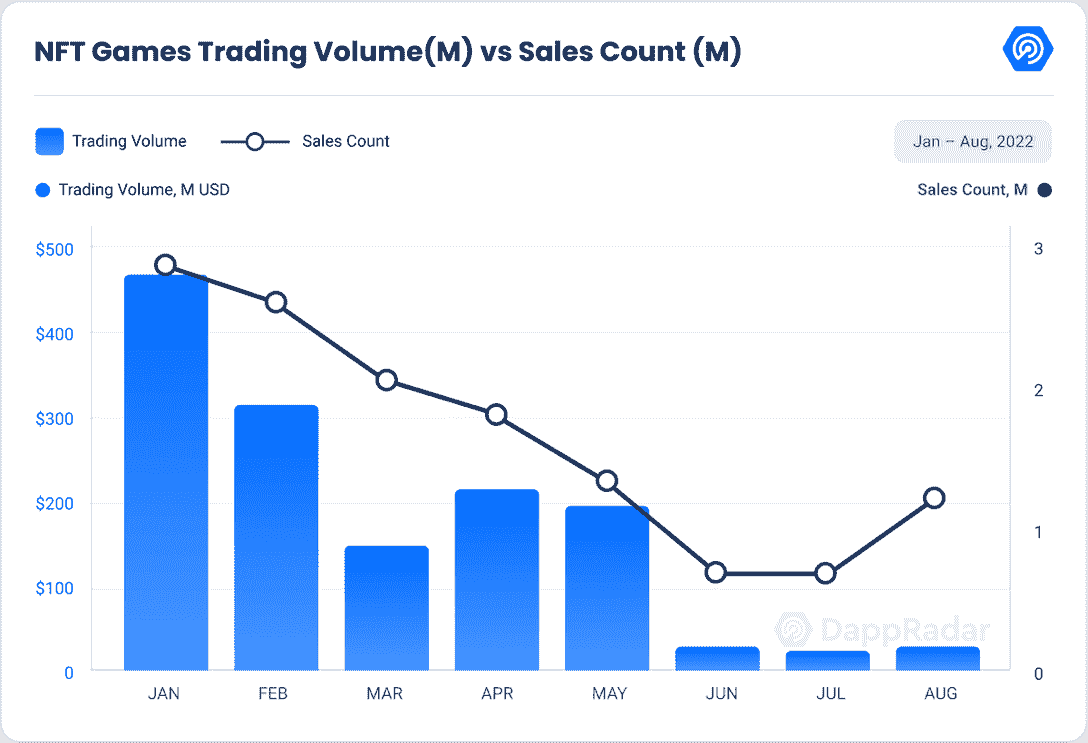 NFT Games Trading Volume(M) vs Sales Count (M)
Trading Volume
Sales Count
Jan – Aug, 2022
Trading Volume, M USD
Sales Count, M
$500
$400
$300
$200
$100
0
3
2
1
0
DappRadar
JAN FEB MAR APR MAY JUN JUL AUG